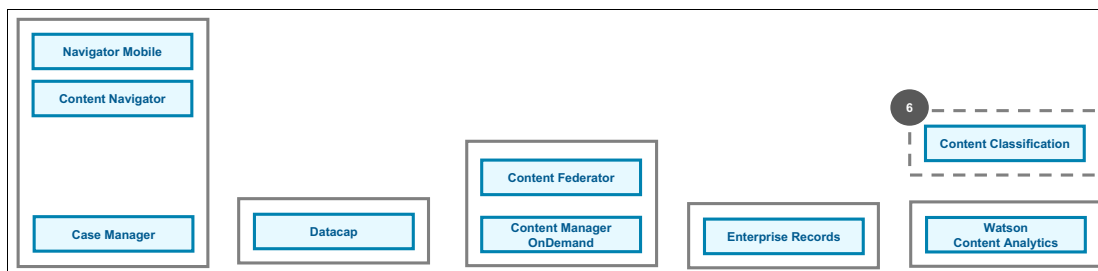 Navigator Mobile
Content Navigator
Case Manager
Datacap
Content Federator
Content Manager
OnDemand
Enterprise Records
6
Content Classification
Watson
Content Analytics